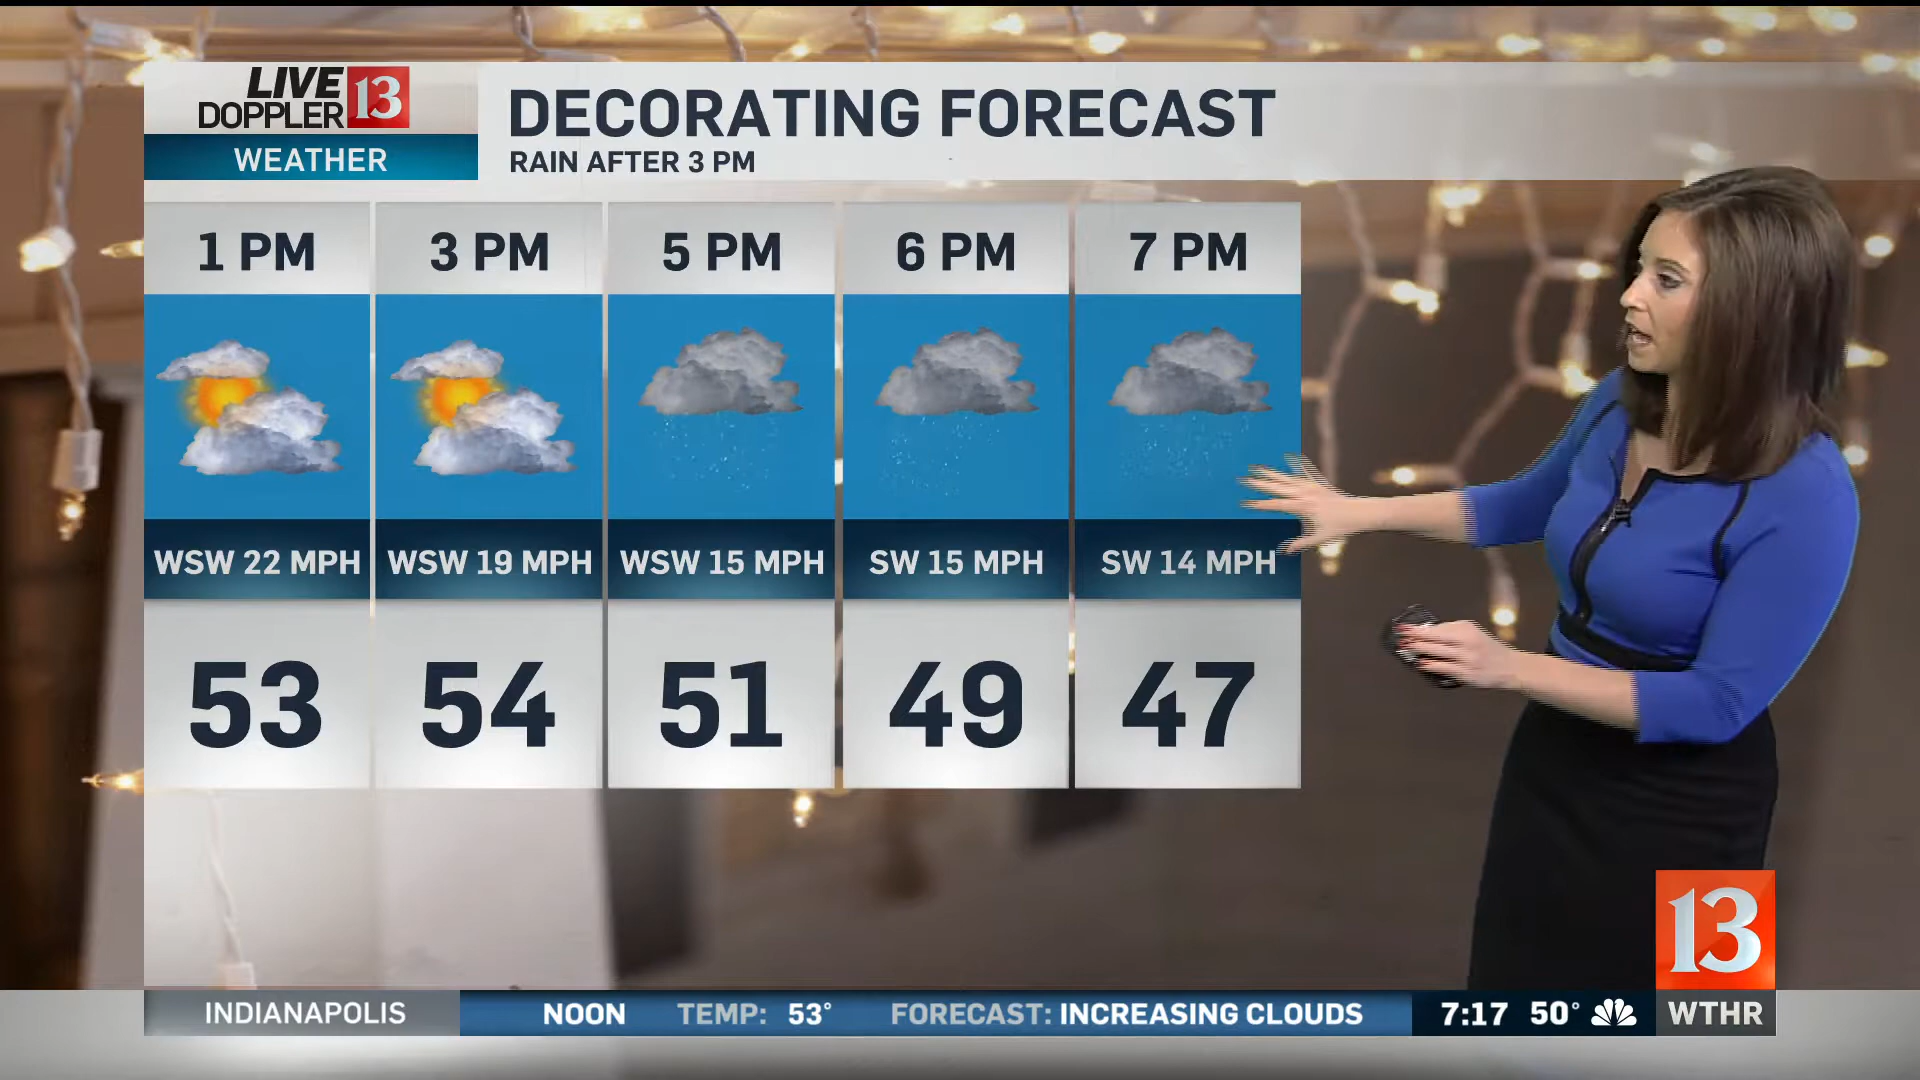 LIVE
DOPPLER 13
WEATHER
DECORATING FORECAST
RAIN AFTER 3 PM
1 PM
3 PM
5 PM
6 PM
7 PM
WSW 22 MPH
WSW 19 MPH
WSW 15 MPH
SW 15 MPH
SW 14 MPH
53
54
51
49
47
13
INDIANAPOLIS
NOON TEMP: 53° FORECAST: INCREASING CLOUDS
7:17 50°
WTHR